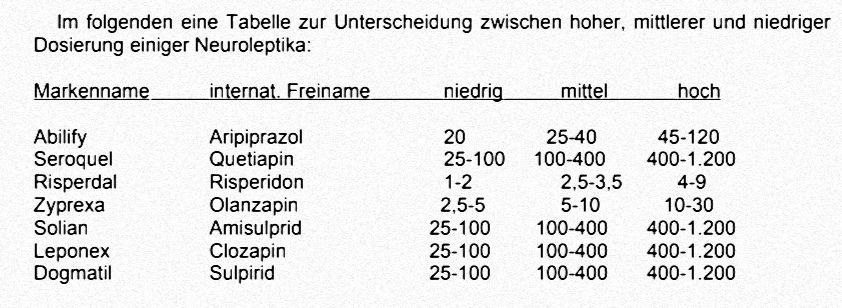 Im folgenden eine Tabelle zur Unterscheidung zwischen hoher, mittlerer und niedriger
Dosierung einiger Neuroleptika:
Markenname internat. Freiname niedrig mittel hoch
Abilify Aripiprazol 20 25-40 45-120
Seroquel Quetiapin 25-100 100-400 400-1.200
Risperdal Risperidon 1-2 2,5-3,5 4-9
Zyprexa Olanzapin 2,5-5 5-10 10-30
Solian Amisulprid 25-100 100-400 400-1.200
Leponex Clozapin 25-100 100-400 400-1.200
Dogmatil Sulpirid 25-100 100-400 400-1.200